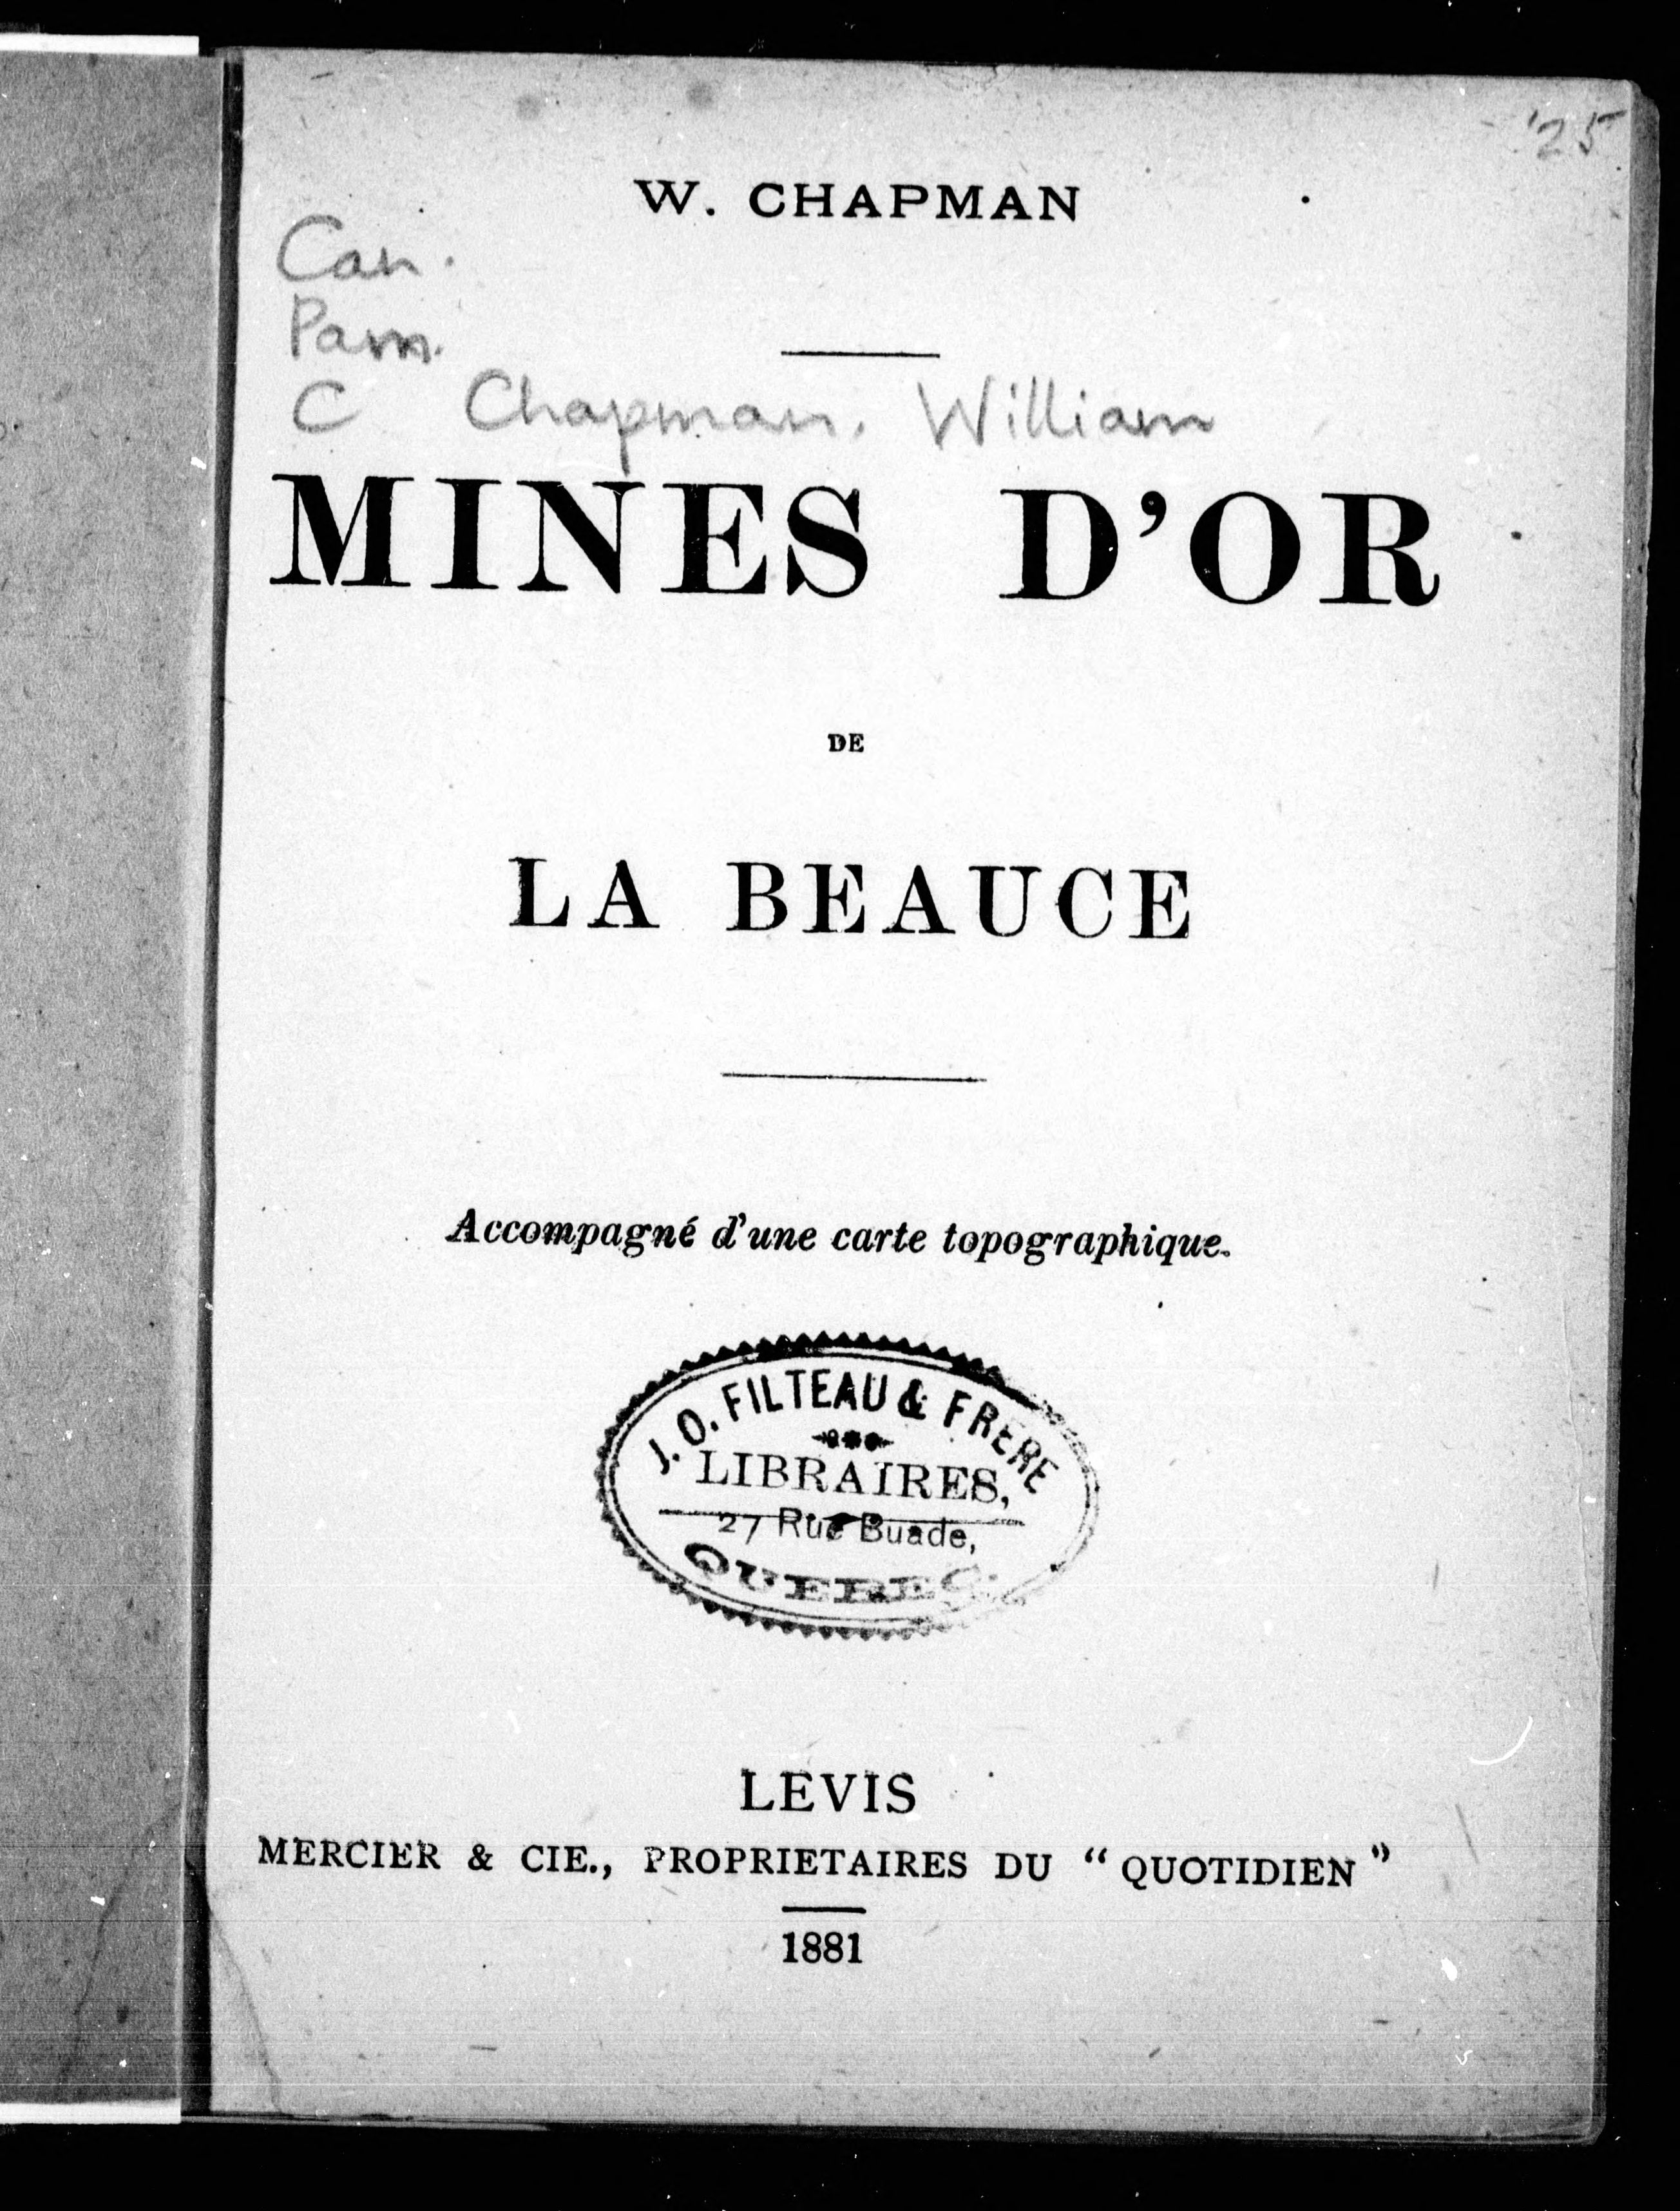 '25
W. CHAPMAN
Can.
Pam.
C Chapman, William
MINES D'OR
DE
LA BEAUCE
Accompagné d'une carte topographique.
J. O. FILTEAU & FRERE
LIBRAIRES,
27 Rue Buade,
QUEBEC.
LEVIS
MERCIER & CIE., PROPRIETAIRES DU “ QUOTIDIEN ”
1881